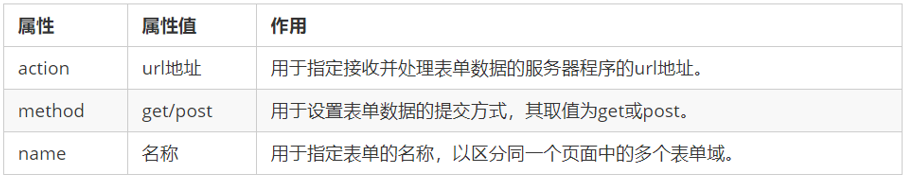 属性 属性值 作用
action url地址 用于指定接收并处理表单数据的服务器程序的url地址。
method get/post 用于设置表单数据的提交方式，其取值为get或post。
name 名称 用于指定表单的名称，以区分同一个页面中的多个表单域。